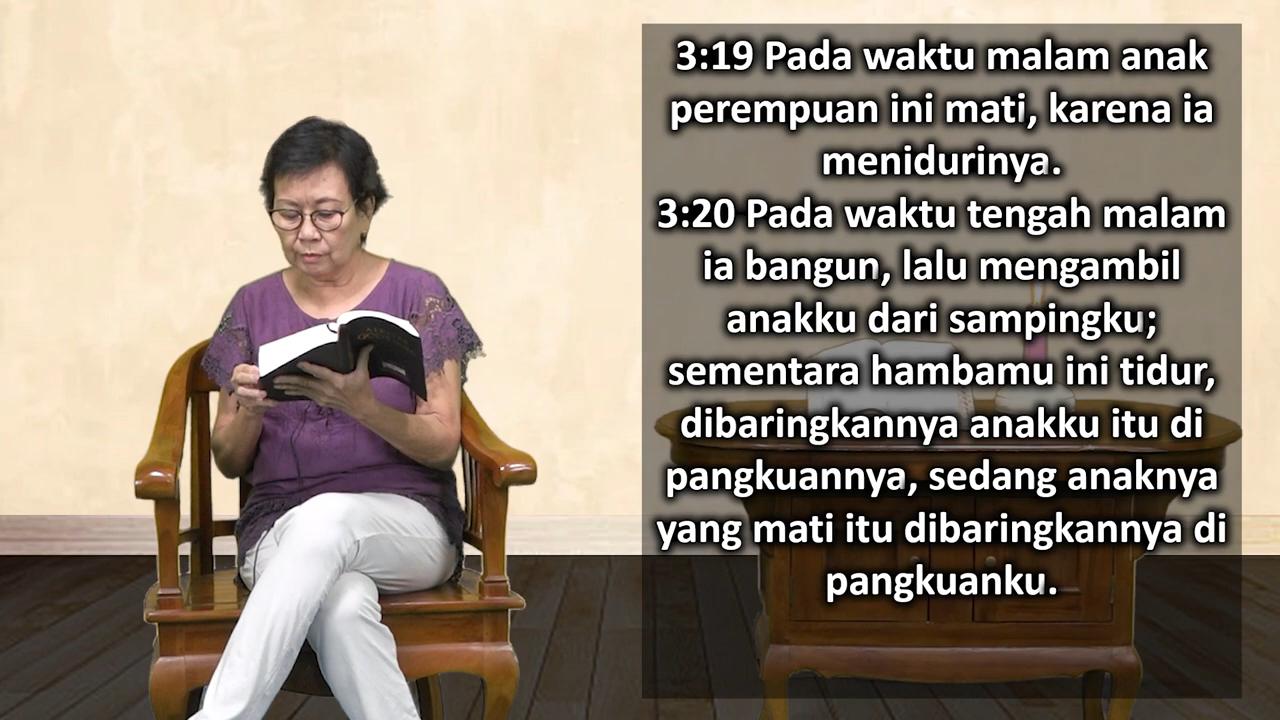 3:19 Pada waktu malam anak
perempuan ini mati, karena ia
menidurinya.
3:20 Pada waktu tengah malam
ia bangun, lalu mengambil
anakku dari sampingku;
sementara hambamu ini tidur,
dibaringkannya anakku itu di
pangkuannya, sedang anaknya
yang mati itu dibaringkannya di
pangkuanku.